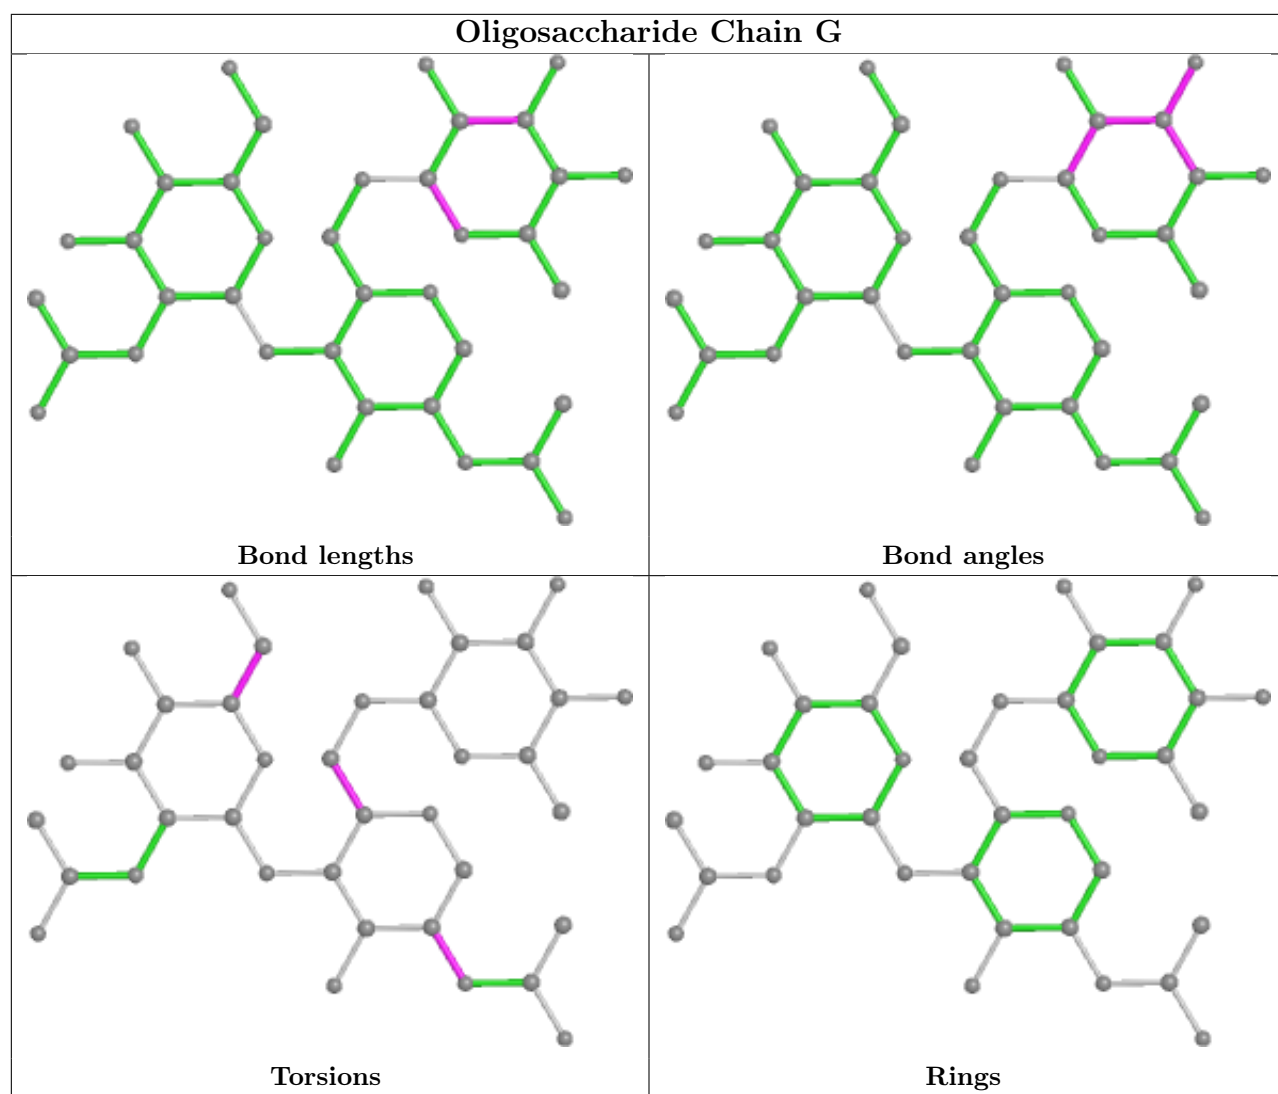 Oligosaccharide Chain G
Bond lengths
Bond angles
Torsions
Rings